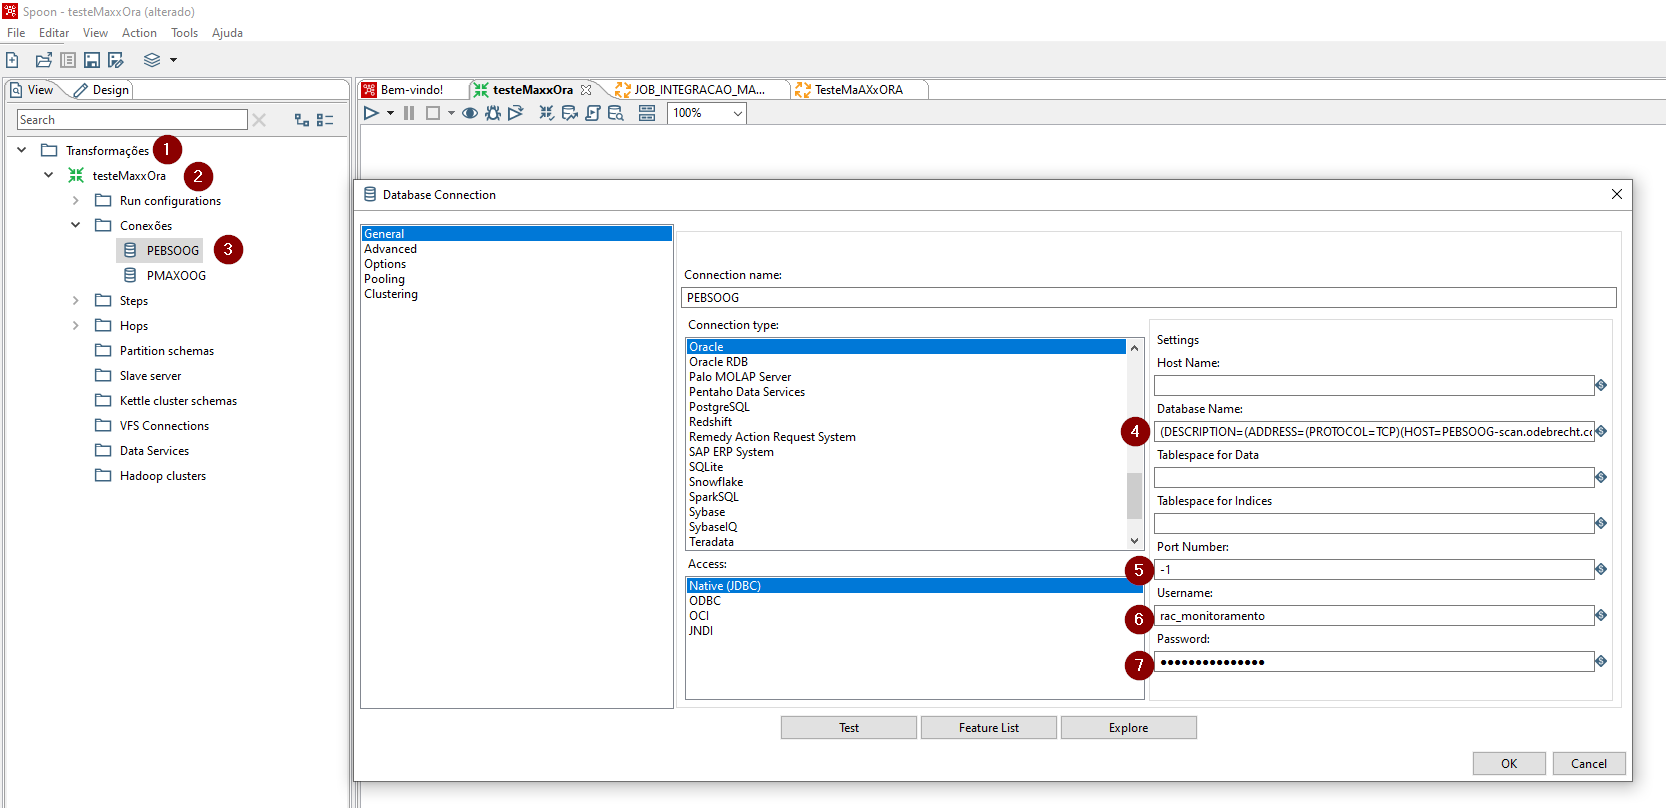 Spoon - testeMaxxOra (alterado)
File Editar View Action Tools Ajuda
View Design
Search
Transformações 1
testeMaxxOra 2
Run configurations
Conexões
PEBSOOG 3
PMAXOOG
Steps
Hops
Partition schemas
Slave server
Kettle cluster schemas
VFS Connections
Data Services
Hadoop clusters
Bem-vindo! testeMaxxOra JOB_INTEGRACAO_MA... TesteMaAXxORA
100%
Database Connection
General
Advanced
Options
Pooling
Clustering
Connection name:
PEBSOOG
Connection type:
Oracle
Oracle RDB
Palo MOLAP Server
Pentaho Data Services
PostgreSQL
Redshift
Remedy Action Request System
SAP ERP System
SQLite
Snowflake
SparkSQL
Sybase
SybaseIQ
Teradata
Access:
Native (JDBC)
ODBC
OCI
JNDI
Settings
Host Name:
Database Name:
4 (DESCRIPTION=(ADDRESS=(PROTOCOL=TCP)(HOST=PEBSOOG-scan.odebrecht.c
Tablespace for Data
Tablespace for Indices
Port Number:
5 -1
Username:
6 rac_monitoramento
Password:
7 ●●●●●●●●●●●●●●●
Test Feature List Explore
OK Cancel